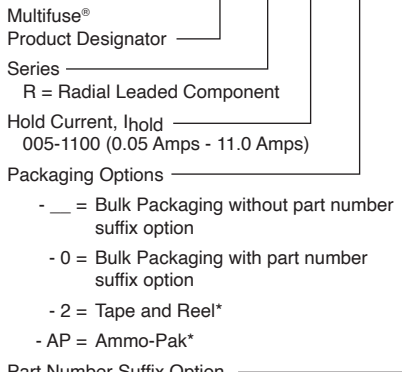 Multifuse®
Product Designator
Series
R = Radial Leaded Component
Hold Current, Ihold
005-1100 (0.05 Amps - 11.0 Amps)
Packaging Options
- __ = Bulk Packaging without part number
suffix option
- 0 = Bulk Packaging with part number
suffix option
- 2 = Tape and Reel*
- AP = Ammo-Pak*
Part Number Suffix Option